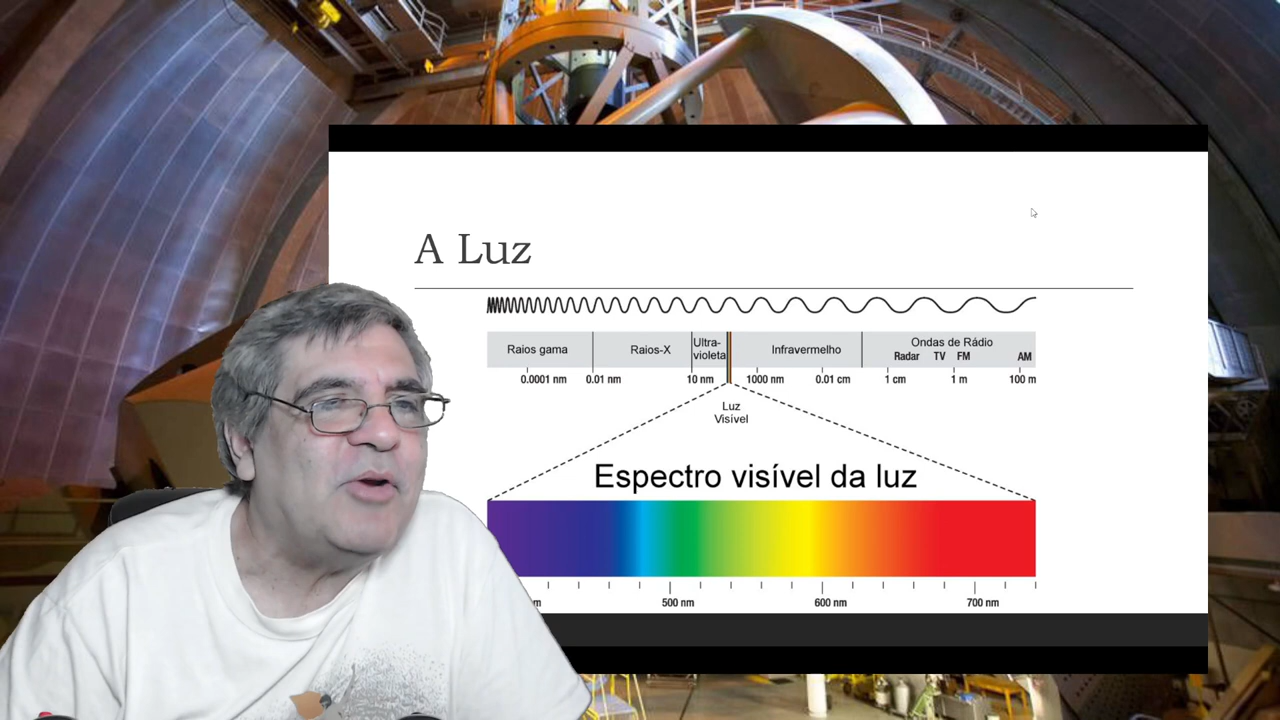 A Luz
Raios gama
Raios-X
Ultra-
violeta
Infravermelho
Ondas de Rádio
Radar TV FM AM
0.0001 nm 0.01 nm 10 nm 1000 nm 0.01 cm 1 cm 1 m 100 m
Luz
Visível
Espectro visível da luz
500 nm 600 nm 700 nm